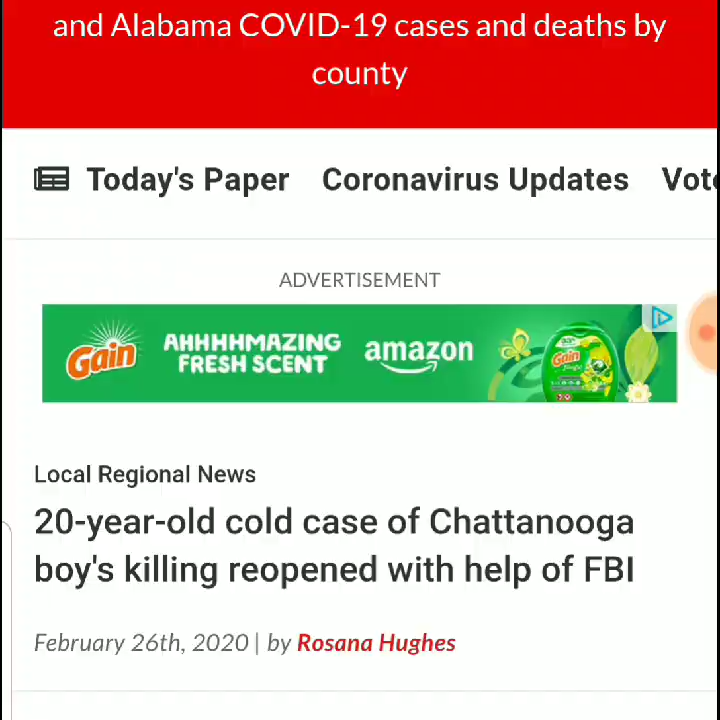 and Alabama COVID-19 cases and deaths by
county
Today's Paper Coronavirus Updates Vot
ADVERTISEMENT
Gain AHHHHMAZING FRESH SCENT amazon Gain
Local Regional News
20-year-old cold case of Chattanooga
boy's killing reopened with help of FBI
February 26th, 2020 | by Rosana Hughes